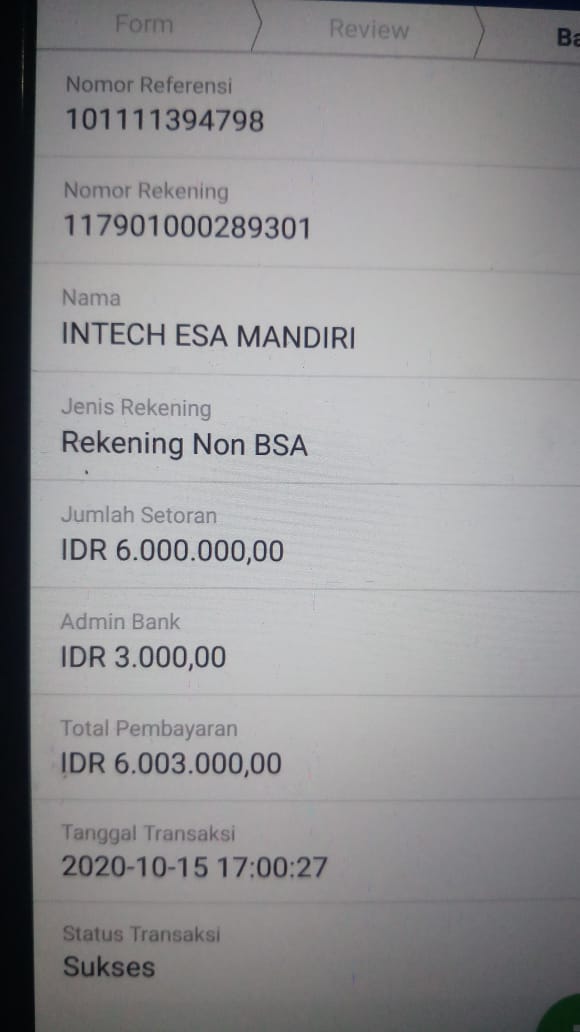 Form
Review
Ba
Nomor Referensi
101111394798
Nomor Rekening
117901000289301
Nama
INTECH ESA MANDIRI
Jenis Rekening
Rekening Non BSA
Jumlah Setoran
IDR 6.000.000,00
Admin Bank
IDR 3.000,00
Total Pembayaran
IDR 6.003.000,00
Tanggal Transaksi
2020-10-15 17:00:27
Status Transaksi
Sukses